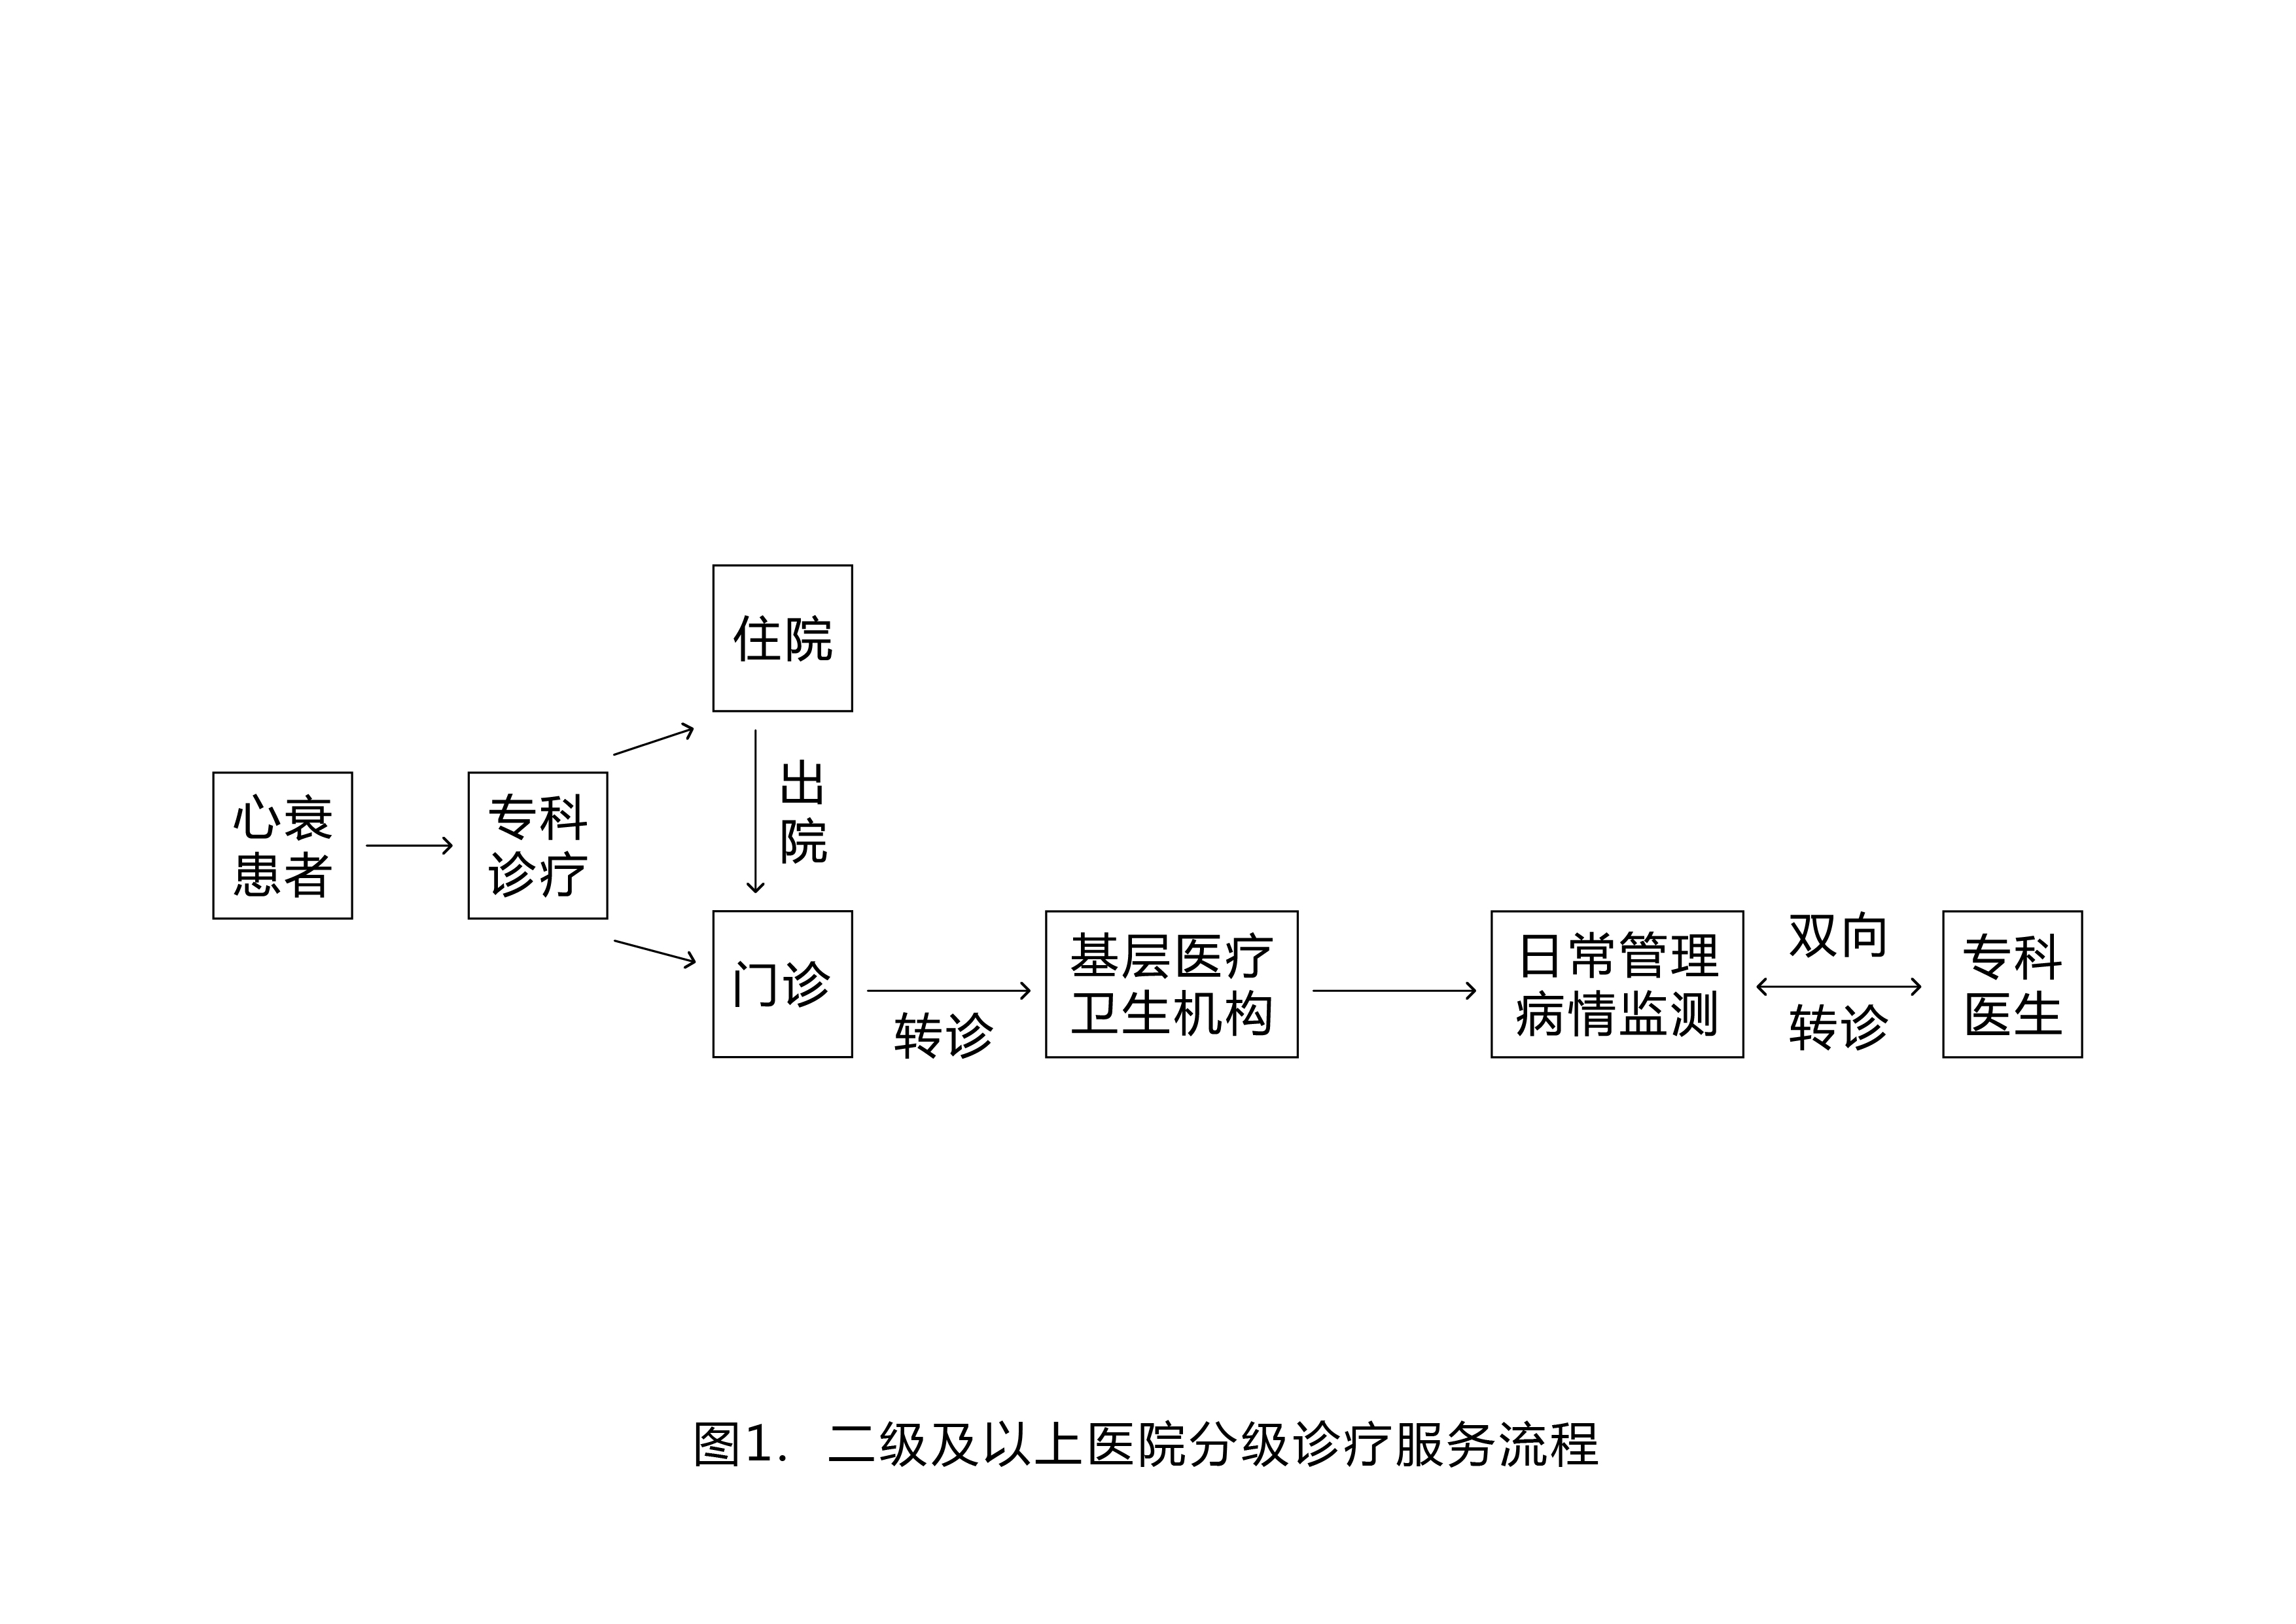 住院
出
院
心衰
患者
专科
诊疗
门诊
转诊
基层医疗
卫生机构
日常管理
病情监测
双向
转诊
专科
医生
图1. 二级及以上医院分级诊疗服务流程